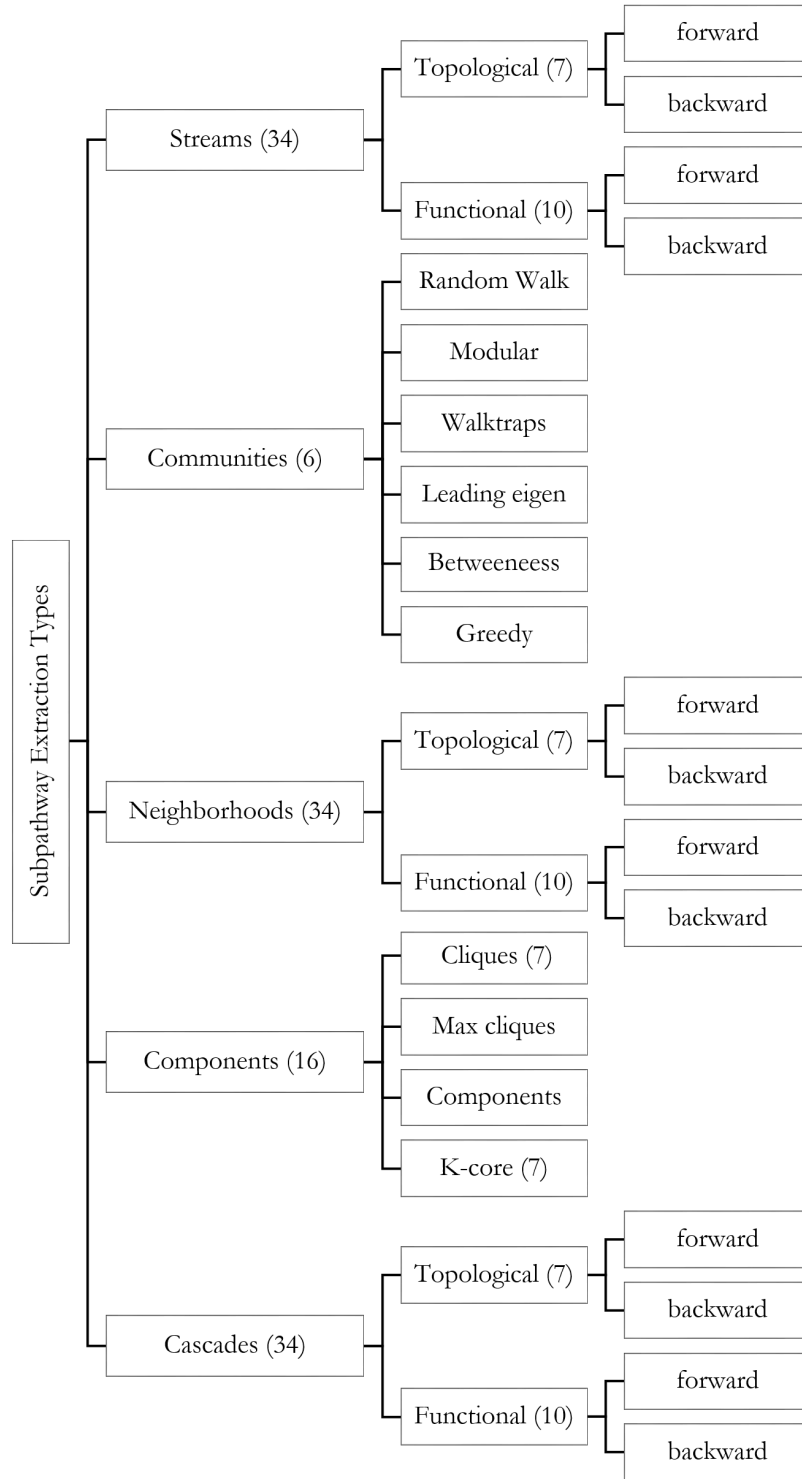 Subpathway Extraction Types
Streams (34)
Topological (7)
forward
backward
Functional (10)
forward
backward
Communities (6)
Random Walk
Modular
Walktraps
Leading eigen
Betweeneess
Greedy
Neighborhoods (34)
Topological (7)
forward
backward
Functional (10)
forward
backward
Components (16)
Cliques (7)
Max cliques
Components
K-core (7)
Cascades (34)
Topological (7)
forward
backward
Functional (10)
forward
backward